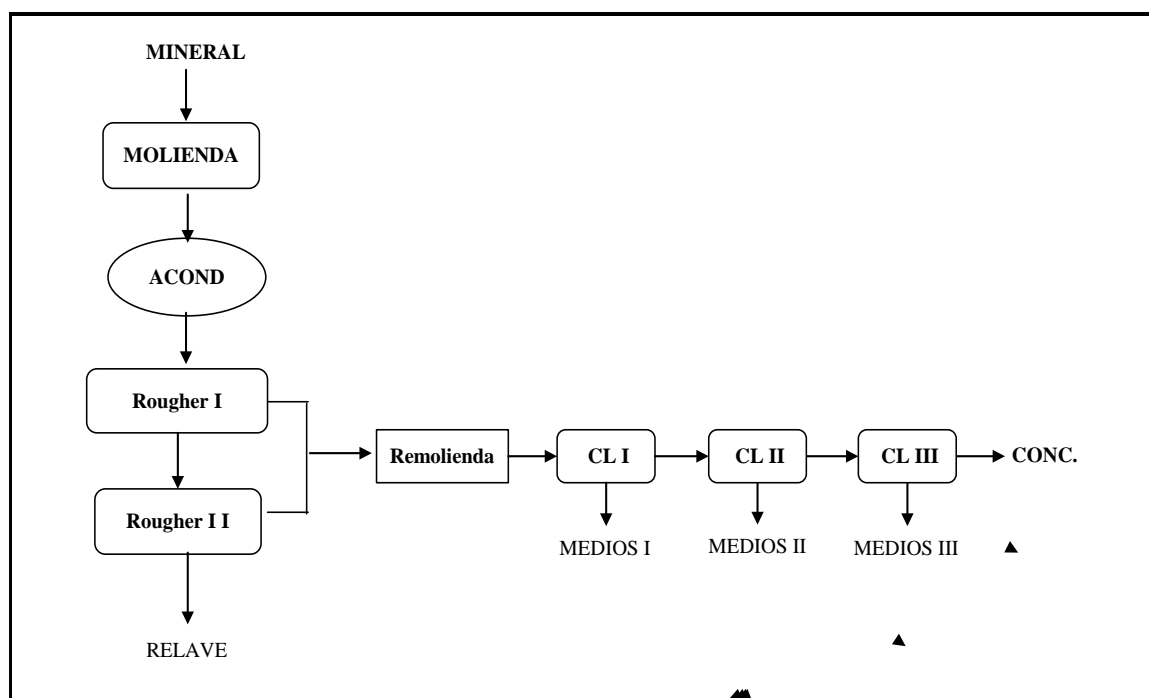 MINERAL
MOLIENDA
ACOND
Rougher I
Rougher I I
RELAVE
Remolienda
CL I
CL II
CL III
CONC.
MEDIOS I
MEDIOS II
MEDIOS III